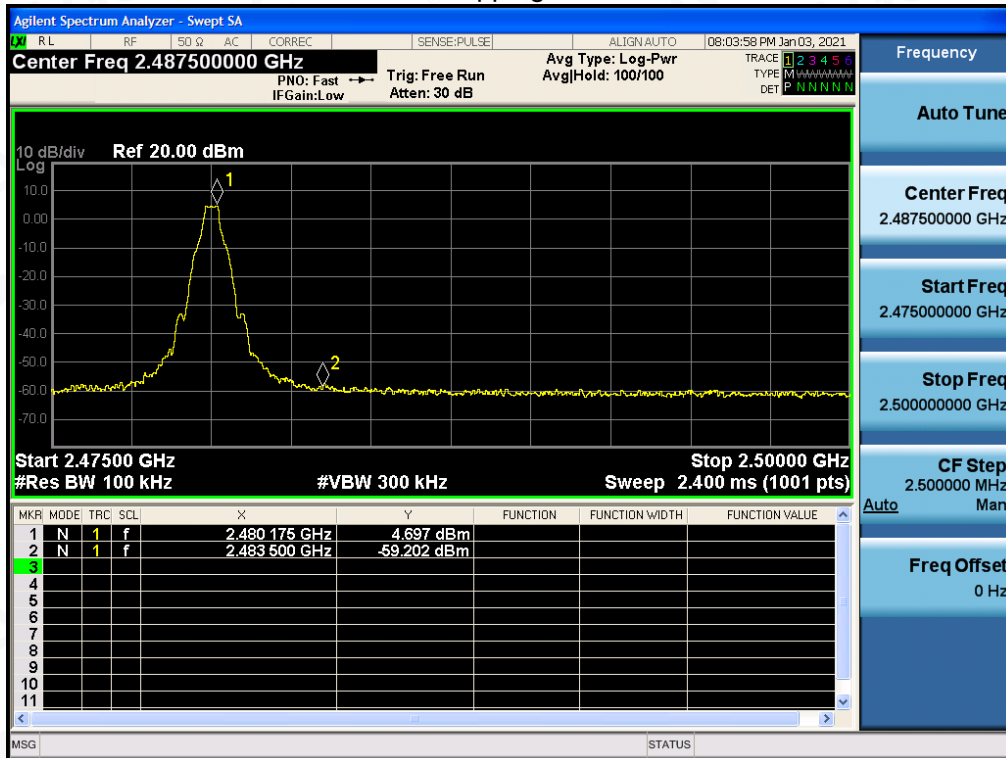 Agilent Spectrum Analyzer - Swept SA
LXI RL RF 50 Ω AC CORREC SENSE:PULSE ALIGN AUTO 08:03:58 PM Jan 03, 2021
Center Freq 2.487500000 GHz
PNO: Fast
IFGain:Low
Trig: Free Run
Atten: 30 dB
Avg Type: Log-Pwr
Avg|Hold: 100/100
TRACE 1 2 3 4 5 6
TYPE M
DET P N N N N N
10 dB/div Ref 20.00 dBm
Log
1
10.0
0.00
-10.0
-20.0
-30.0
-40.0
-50.0
2
-60.0
-70.0
Start 2.47500 GHz Stop 2.50000 GHz
#Res BW 100 kHz #VBW 300 kHz Sweep 2.400 ms (1001 pts)
MKR MODE TRC SCL X Y FUNCTION FUNCTION WIDTH FUNCTION VALUE
1 N 1 f 2.480 175 GHz 4.697 dBm
2 N 1 f 2.483 500 GHz -59.202 dBm
3
4
5
6
7
8
9
10
11
MSG STATUS
Frequency
Auto Tune
Center Freq
2.487500000 GHz
Start Freq
2.475000000 GHz
Stop Freq
2.500000000 GHz
CF Step
2.500000 MHz
Auto Man
Freq Offset
0 Hz